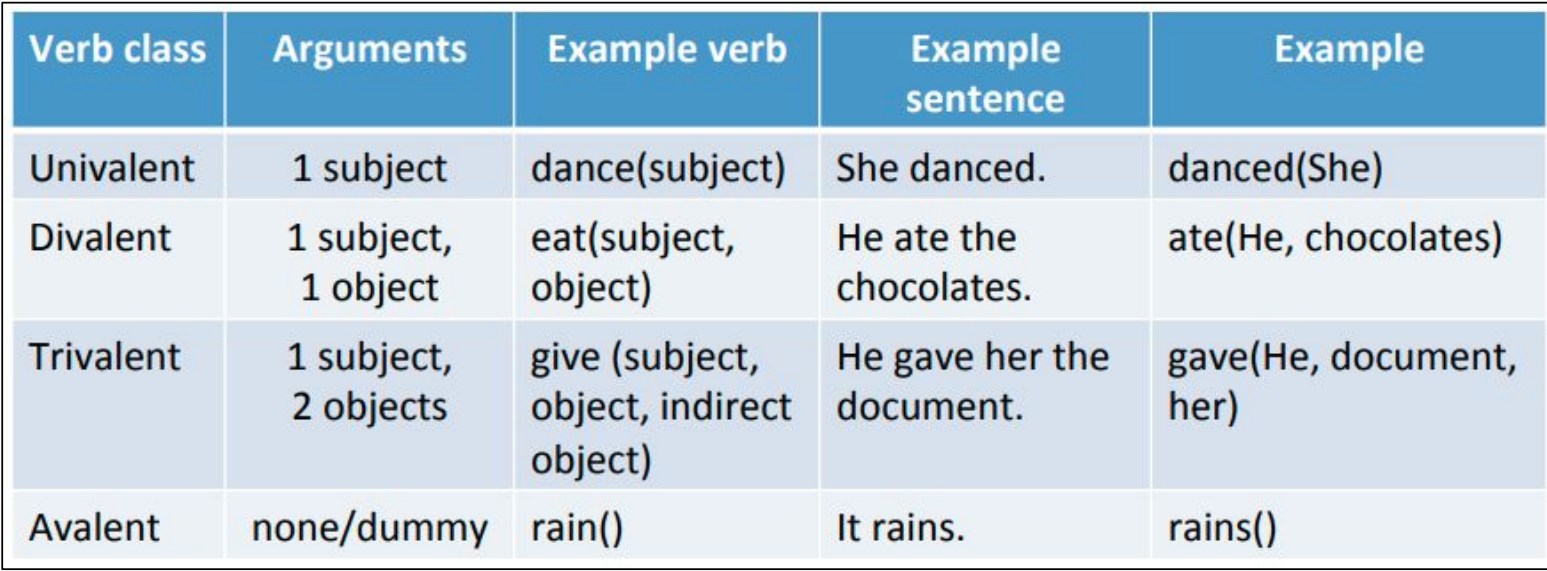 Verb class Arguments Example verb Example sentence Example
Univalent 1 subject dance(subject) She danced. danced(She)
Divalent 1 subject, 1 object eat(subject, object) He ate the chocolates. ate(He, chocolates)
Trivalent 1 subject, 2 objects give (subject, object, indirect object) He gave her the document. gave(He, document, her)
Avalent none/dummy rain() It rains. rains()